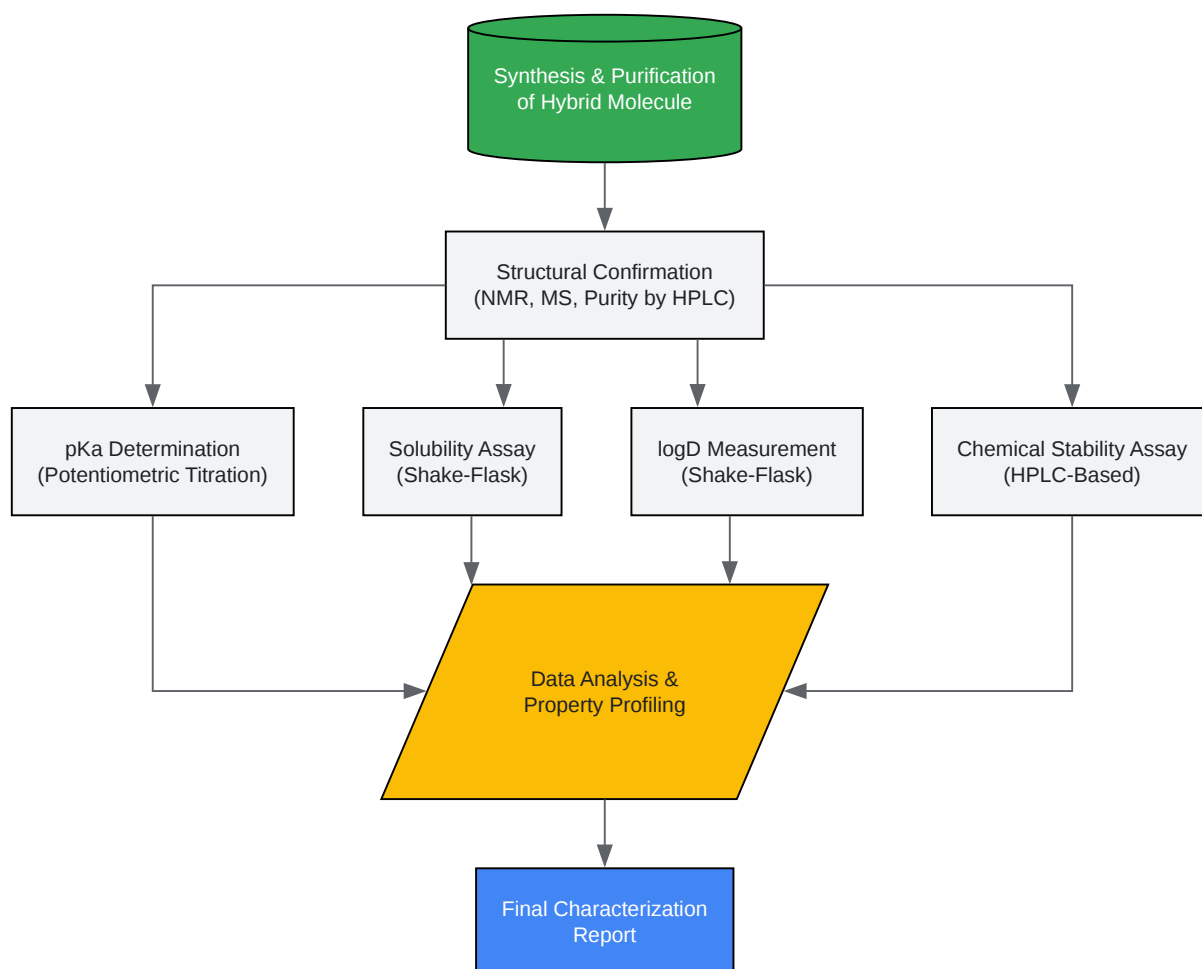 Synthesis & Purification
of Hybrid Molecule
Structural Confirmation
(NMR, MS, Purity by HPLC)
pKa Determination
(Potentiometric Titration)
Solubility Assay
(Shake-Flask)
logD Measurement
(Shake-Flask)
Chemical Stability Assay
(HPLC-Based)
Data Analysis &
Property Profiling
Final Characterization
Report